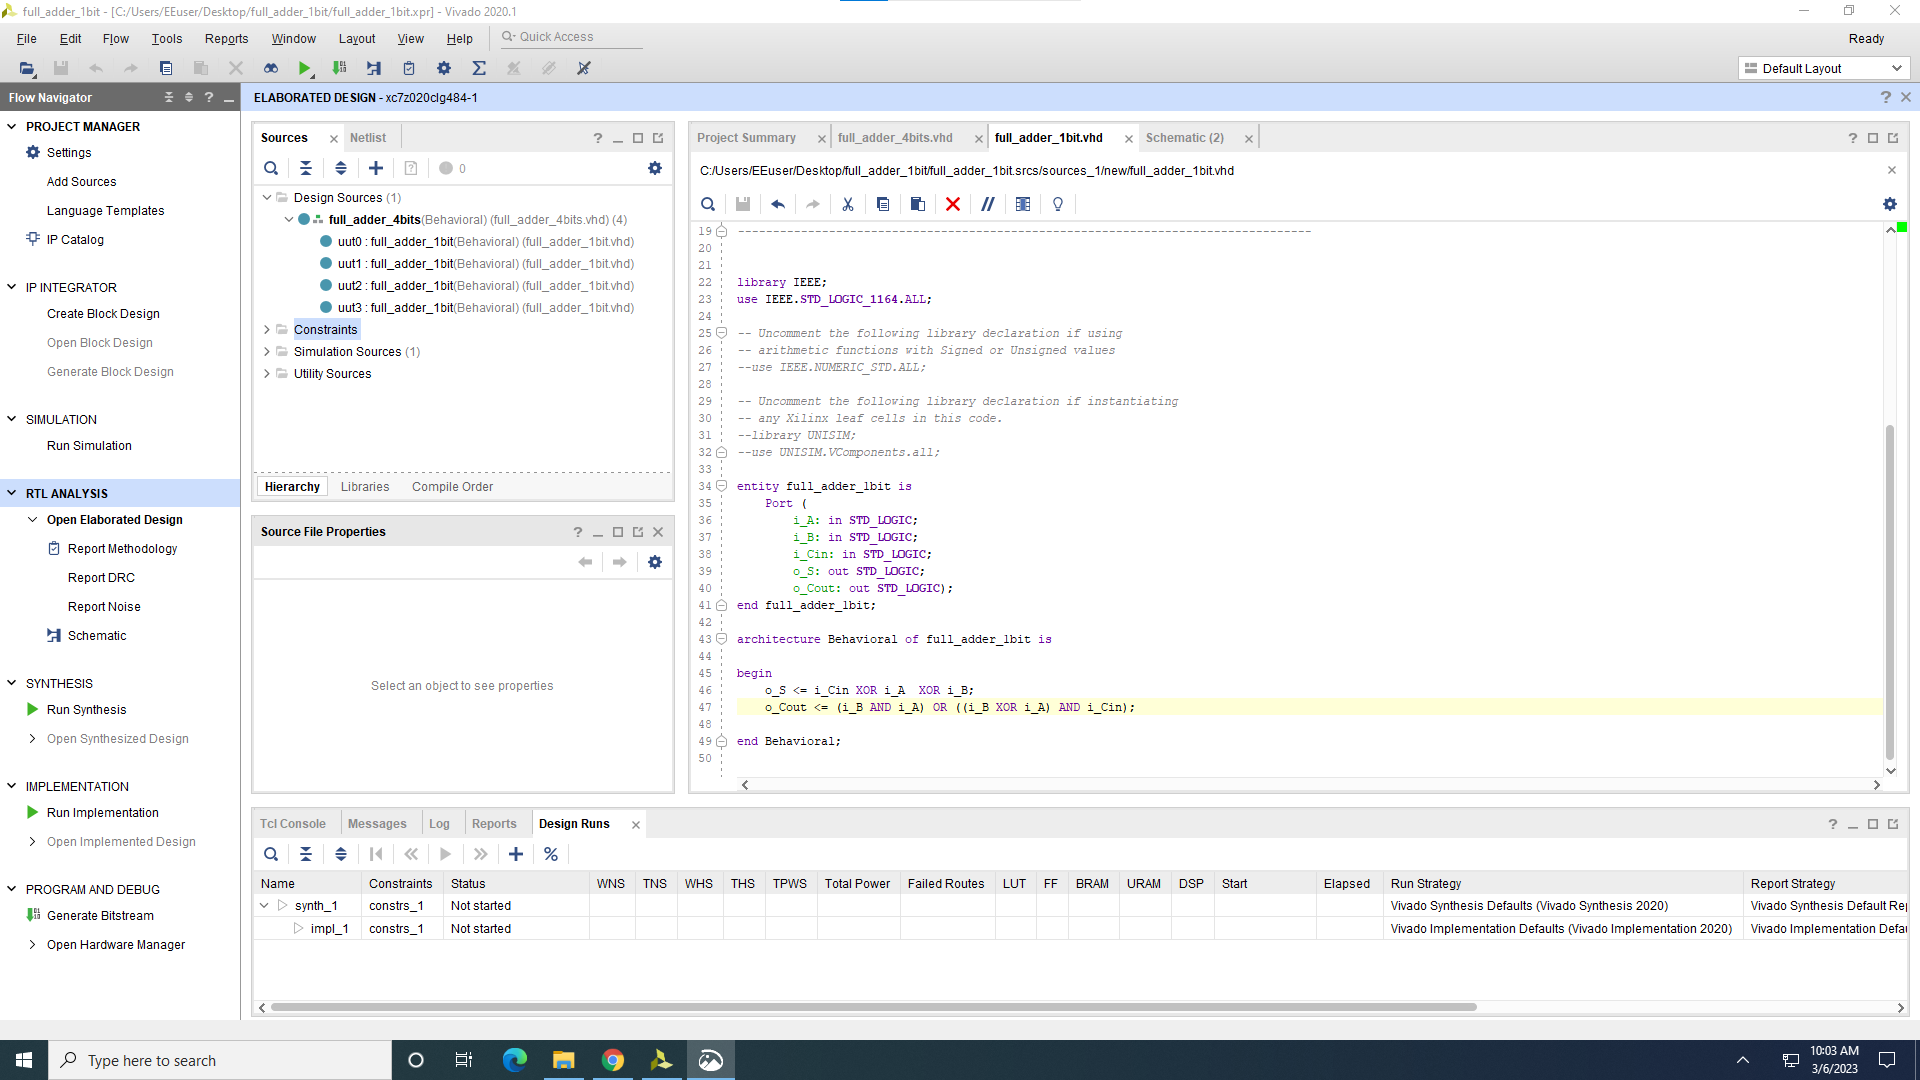 full_adder_1bit - [C:/Users/EEuser/Desktop/full_adder_1bit/full_adder_1bit.xpr] - Vivado 2020.1
File Edit Flow Tools Reports Window Layout View Help Quick Access Ready
Default Layout
Flow Navigator
ELABORATED DESIGN - xc7z020clg484-1
PROJECT MANAGER
Settings
Add Sources
Language Templates
IP Catalog
IP INTEGRATOR
Create Block Design
Open Block Design
Generate Block Design
SIMULATION
Run Simulation
RTL ANALYSIS
Open Elaborated Design
Report Methodology
Report DRC
Report Noise
Schematic
SYNTHESIS
Run Synthesis
Open Synthesized Design
IMPLEMENTATION
Run Implementation
Open Implemented Design
PROGRAM AND DEBUG
Generate Bitstream
Open Hardware Manager
Sources Netlist
0
Design Sources (1)
full_adder_4bits(Behavioral) (full_adder_4bits.vhd) (4)
uut0 : full_adder_1bit(Behavioral) (full_adder_1bit.vhd)
uut1 : full_adder_1bit(Behavioral) (full_adder_1bit.vhd)
uut2 : full_adder_1bit(Behavioral) (full_adder_1bit.vhd)
uut3 : full_adder_1bit(Behavioral) (full_adder_1bit.vhd)
Constraints
Simulation Sources (1)
Utility Sources
Hierarchy Libraries Compile Order
Source File Properties
Select an object to see properties
Project Summary full_adder_4bits.vhd full_adder_1bit.vhd Schematic (2)
C:/Users/EEuser/Desktop/full_adder_1bit/full_adder_1bit.srcs/sources_1/new/full_adder_1bit.vhd
19 ----------------------------------------------------------------------------------
20
21
22 library IEEE;
23 use IEEE.STD_LOGIC_1164.ALL;
24
25 -- Uncomment the following library declaration if using
26 -- arithmetic functions with Signed or Unsigned values
27 --use IEEE.NUMERIC_STD.ALL;
28
29 -- Uncomment the following library declaration if instantiating
30 -- any Xilinx leaf cells in this code.
31 --library UNISIM;
32 --use UNISIM.VComponents.all;
33
34 entity full_adder_1bit is
35 Port (
36 i_A: in STD_LOGIC;
37 i_B: in STD_LOGIC;
38 i_Cin: in STD_LOGIC;
39 o_S: out STD_LOGIC;
40 o_Cout: out STD_LOGIC);
41 end full_adder_1bit;
42
43 architecture Behavioral of full_adder_1bit is
44
45 begin
46 o_S <= i_Cin XOR i_A  XOR i_B;
47 o_Cout <= (i_B AND i_A) OR ((i_B XOR i_A) AND i_Cin);
48
49 end Behavioral;
50
Tcl Console Messages Log Reports Design Runs
Name Constraints Status WNS TNS WHS THS TPWS Total Power Failed Routes LUT FF BRAM URAM DSP Start Elapsed Run Strategy Report Strategy
synth_1 constrs_1 Not started Vivado Synthesis Defaults (Vivado Synthesis 2020) Vivado Synthesis Default Rep
impl_1 constrs_1 Not started Vivado Implementation Defaults (Vivado Implementation 2020) Vivado Implementation Defau
Type here to search
10:03 AM
3/6/2023